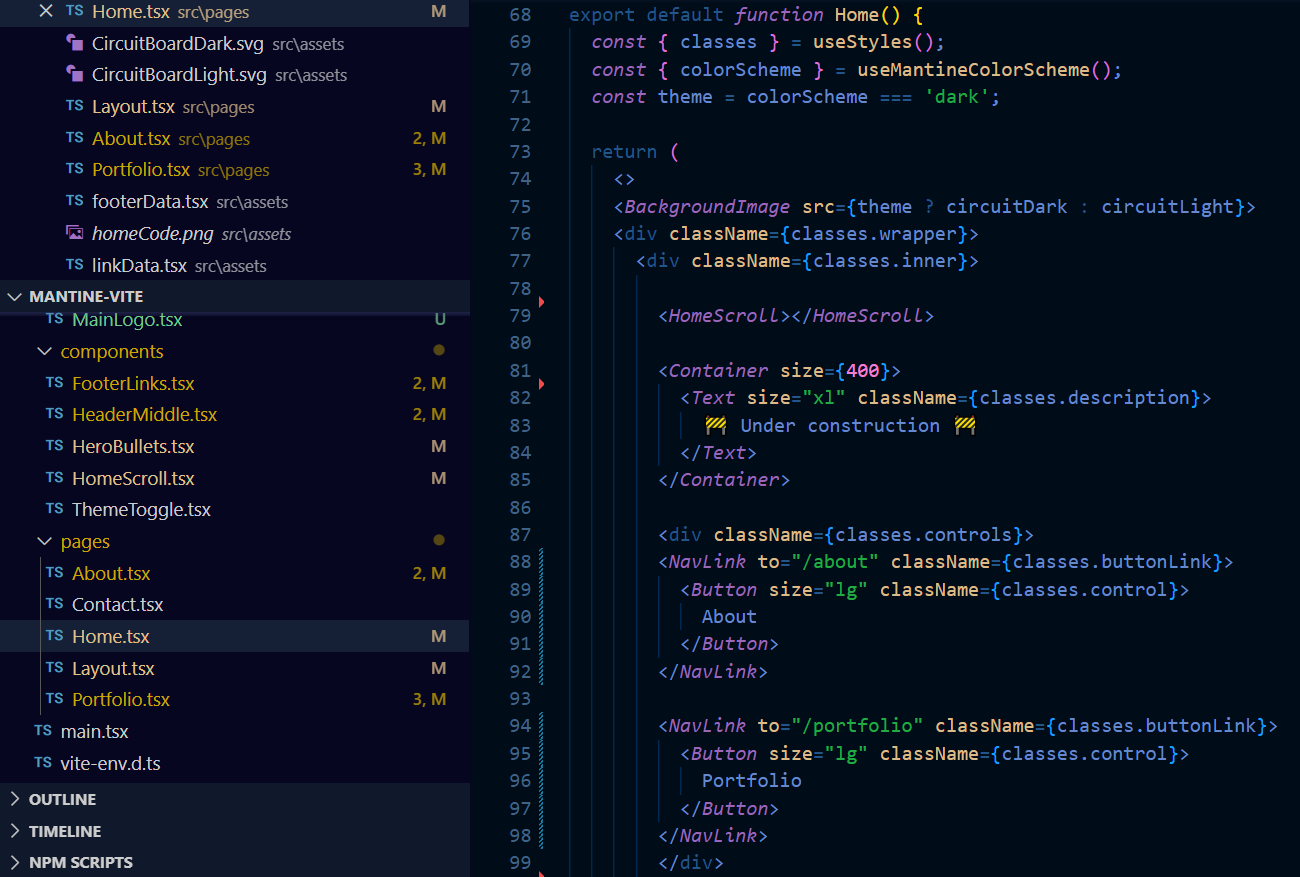 TS Home.tsx src\pages M
CircuitBoardDark.svg src\assets
CircuitBoardLight.svg src\assets
TS Layout.tsx src\pages M
TS About.tsx src\pages 2, M
TS Portfolio.tsx src\pages 3, M
TS footerData.tsx src\assets
homeCode.png src\assets
TS linkData.tsx src\assets
MANTINE-VITE
TS MainLogo.tsx U
components
TS FooterLinks.tsx 2, M
TS HeaderMiddle.tsx 2, M
TS HeroBullets.tsx M
TS HomeScroll.tsx M
TS ThemeToggle.tsx
pages
TS About.tsx 2, M
TS Contact.tsx
TS Home.tsx M
TS Layout.tsx M
TS Portfolio.tsx 3, M
TS main.tsx
TS vite-env.d.ts
OUTLINE
TIMELINE
NPM SCRIPTS
68 export default function Home() {
69 const { classes } = useStyles();
70 const { colorScheme } = useMantineColorScheme();
71 const theme = colorScheme === 'dark';
72
73 return (
74 <>
75 <BackgroundImage src={theme ? circuitDark : circuitLight}>
76 <div className={classes.wrapper}>
77 <div className={classes.inner}>
78
79 <HomeScroll></HomeScroll>
80
81 <Container size={400}>
82 <Text size="xl" className={classes.description}>
83 🚧 Under construction 🚧
84 </Text>
85 </Container>
86
87 <div className={classes.controls}>
88 <NavLink to="/about" className={classes.buttonLink}>
89 <Button size="lg" className={classes.control}>
90 About
91 </Button>
92 </NavLink>
93
94 <NavLink to="/portfolio" className={classes.buttonLink}>
95 <Button size="lg" className={classes.control}>
96 Portfolio
97 </Button>
98 </NavLink>
99 </div>